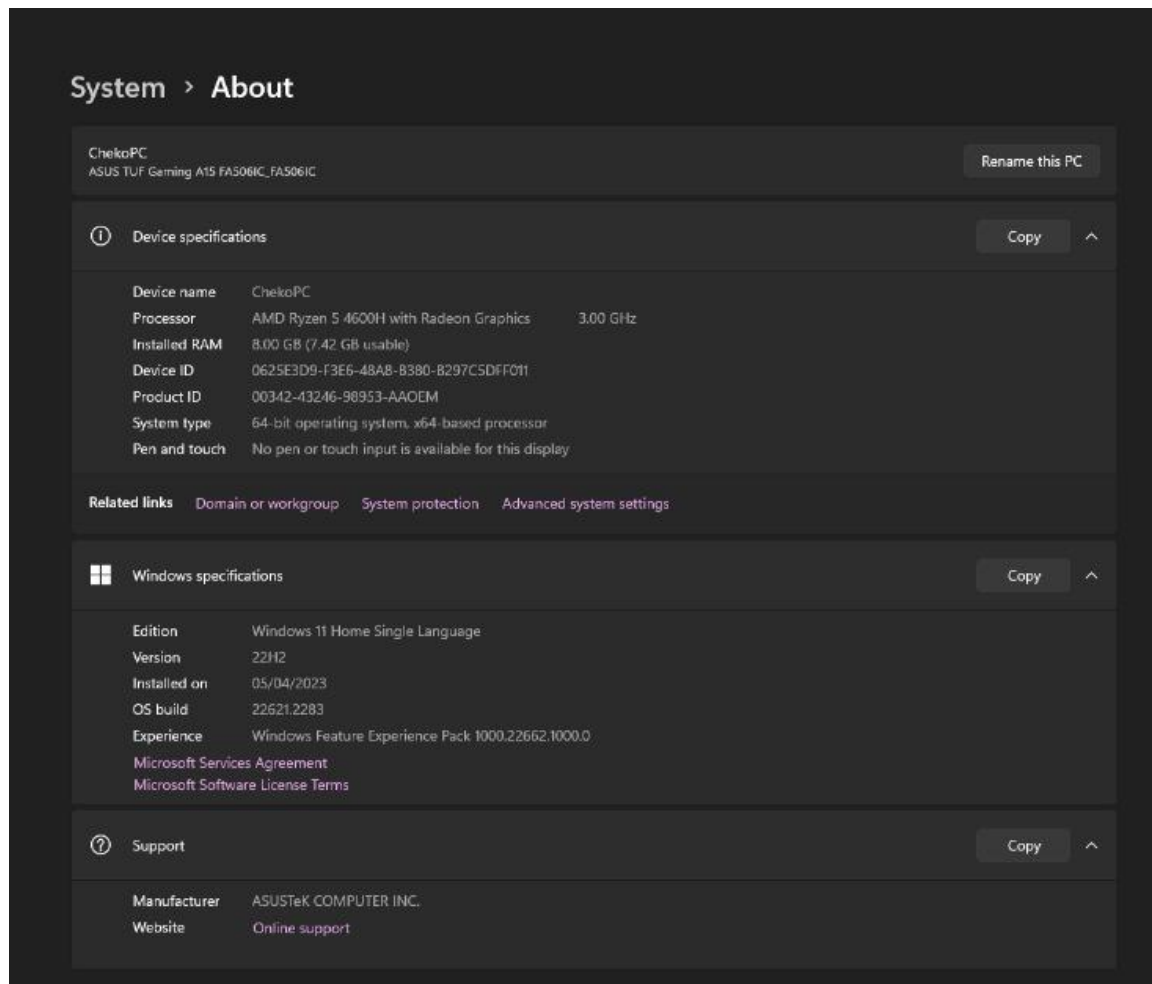 System > About
ChekoPC
ASUS TUF Gaming A15 FA506IC_FA506IC
Rename this PC
Device specifications
Copy
Device name ChekoPC
Processor AMD Ryzen 5 4600H with Radeon Graphics 3.00 GHz
Installed RAM 8.00 GB (7.42 GB usable)
Device ID 0625E3D9-F3E6-48A8-B380-B297C5DFF011
Product ID 00342-43246-98953-AAOEM
System type 64-bit operating system, x64-based processor
Pen and touch No pen or touch input is available for this display
Related links Domain or workgroup System protection Advanced system settings
Windows specifications
Copy
Edition Windows 11 Home Single Language
Version 22H2
Installed on 05/04/2023
OS build 22621.2283
Experience Windows Feature Experience Pack 1000.22662.1000.0
Microsoft Services Agreement
Microsoft Software License Terms
Support
Copy
Manufacturer ASUSTeK COMPUTER INC.
Website Online support